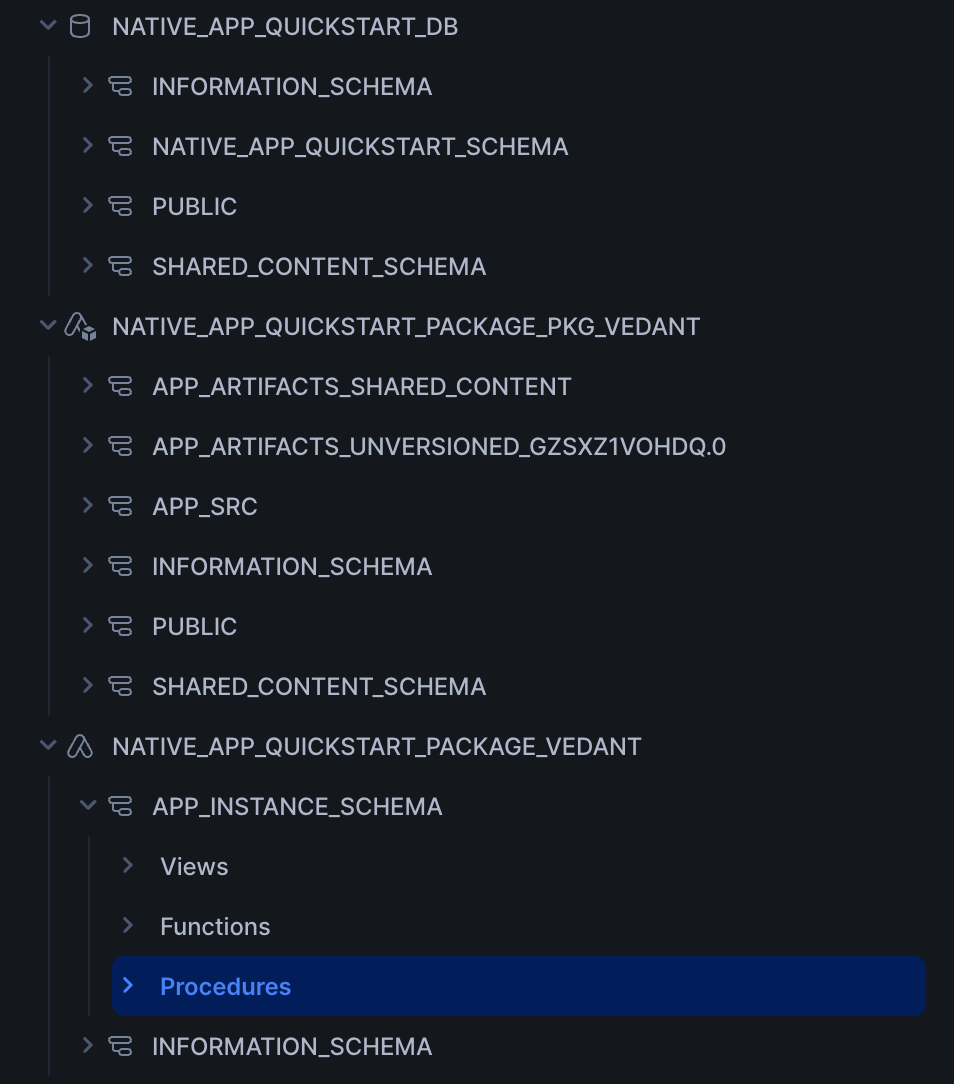 NATIVE_APP_QUICKSTART_DB
INFORMATION_SCHEMA
NATIVE_APP_QUICKSTART_SCHEMA
PUBLIC
SHARED_CONTENT_SCHEMA
NATIVE_APP_QUICKSTART_PACKAGE_PKG_VEDANT
APP_ARTIFACTS_SHARED_CONTENT
APP_ARTIFACTS_UNVERSIONED_GZSXZ1VOHDQ.0
APP_SRC
INFORMATION_SCHEMA
PUBLIC
SHARED_CONTENT_SCHEMA
NATIVE_APP_QUICKSTART_PACKAGE_VEDANT
APP_INSTANCE_SCHEMA
Views
Functions
Procedures
INFORMATION_SCHEMA